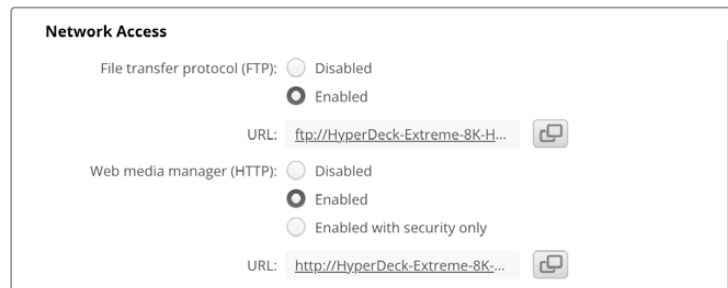 Network Access
File transfer protocol (FTP): Disabled
Enabled
URL: ftp://HyperDeck-Extreme-8K-H...
Web media manager (HTTP): Disabled
Enabled
Enabled with security only
URL: http://HyperDeck-Extreme-8K-...